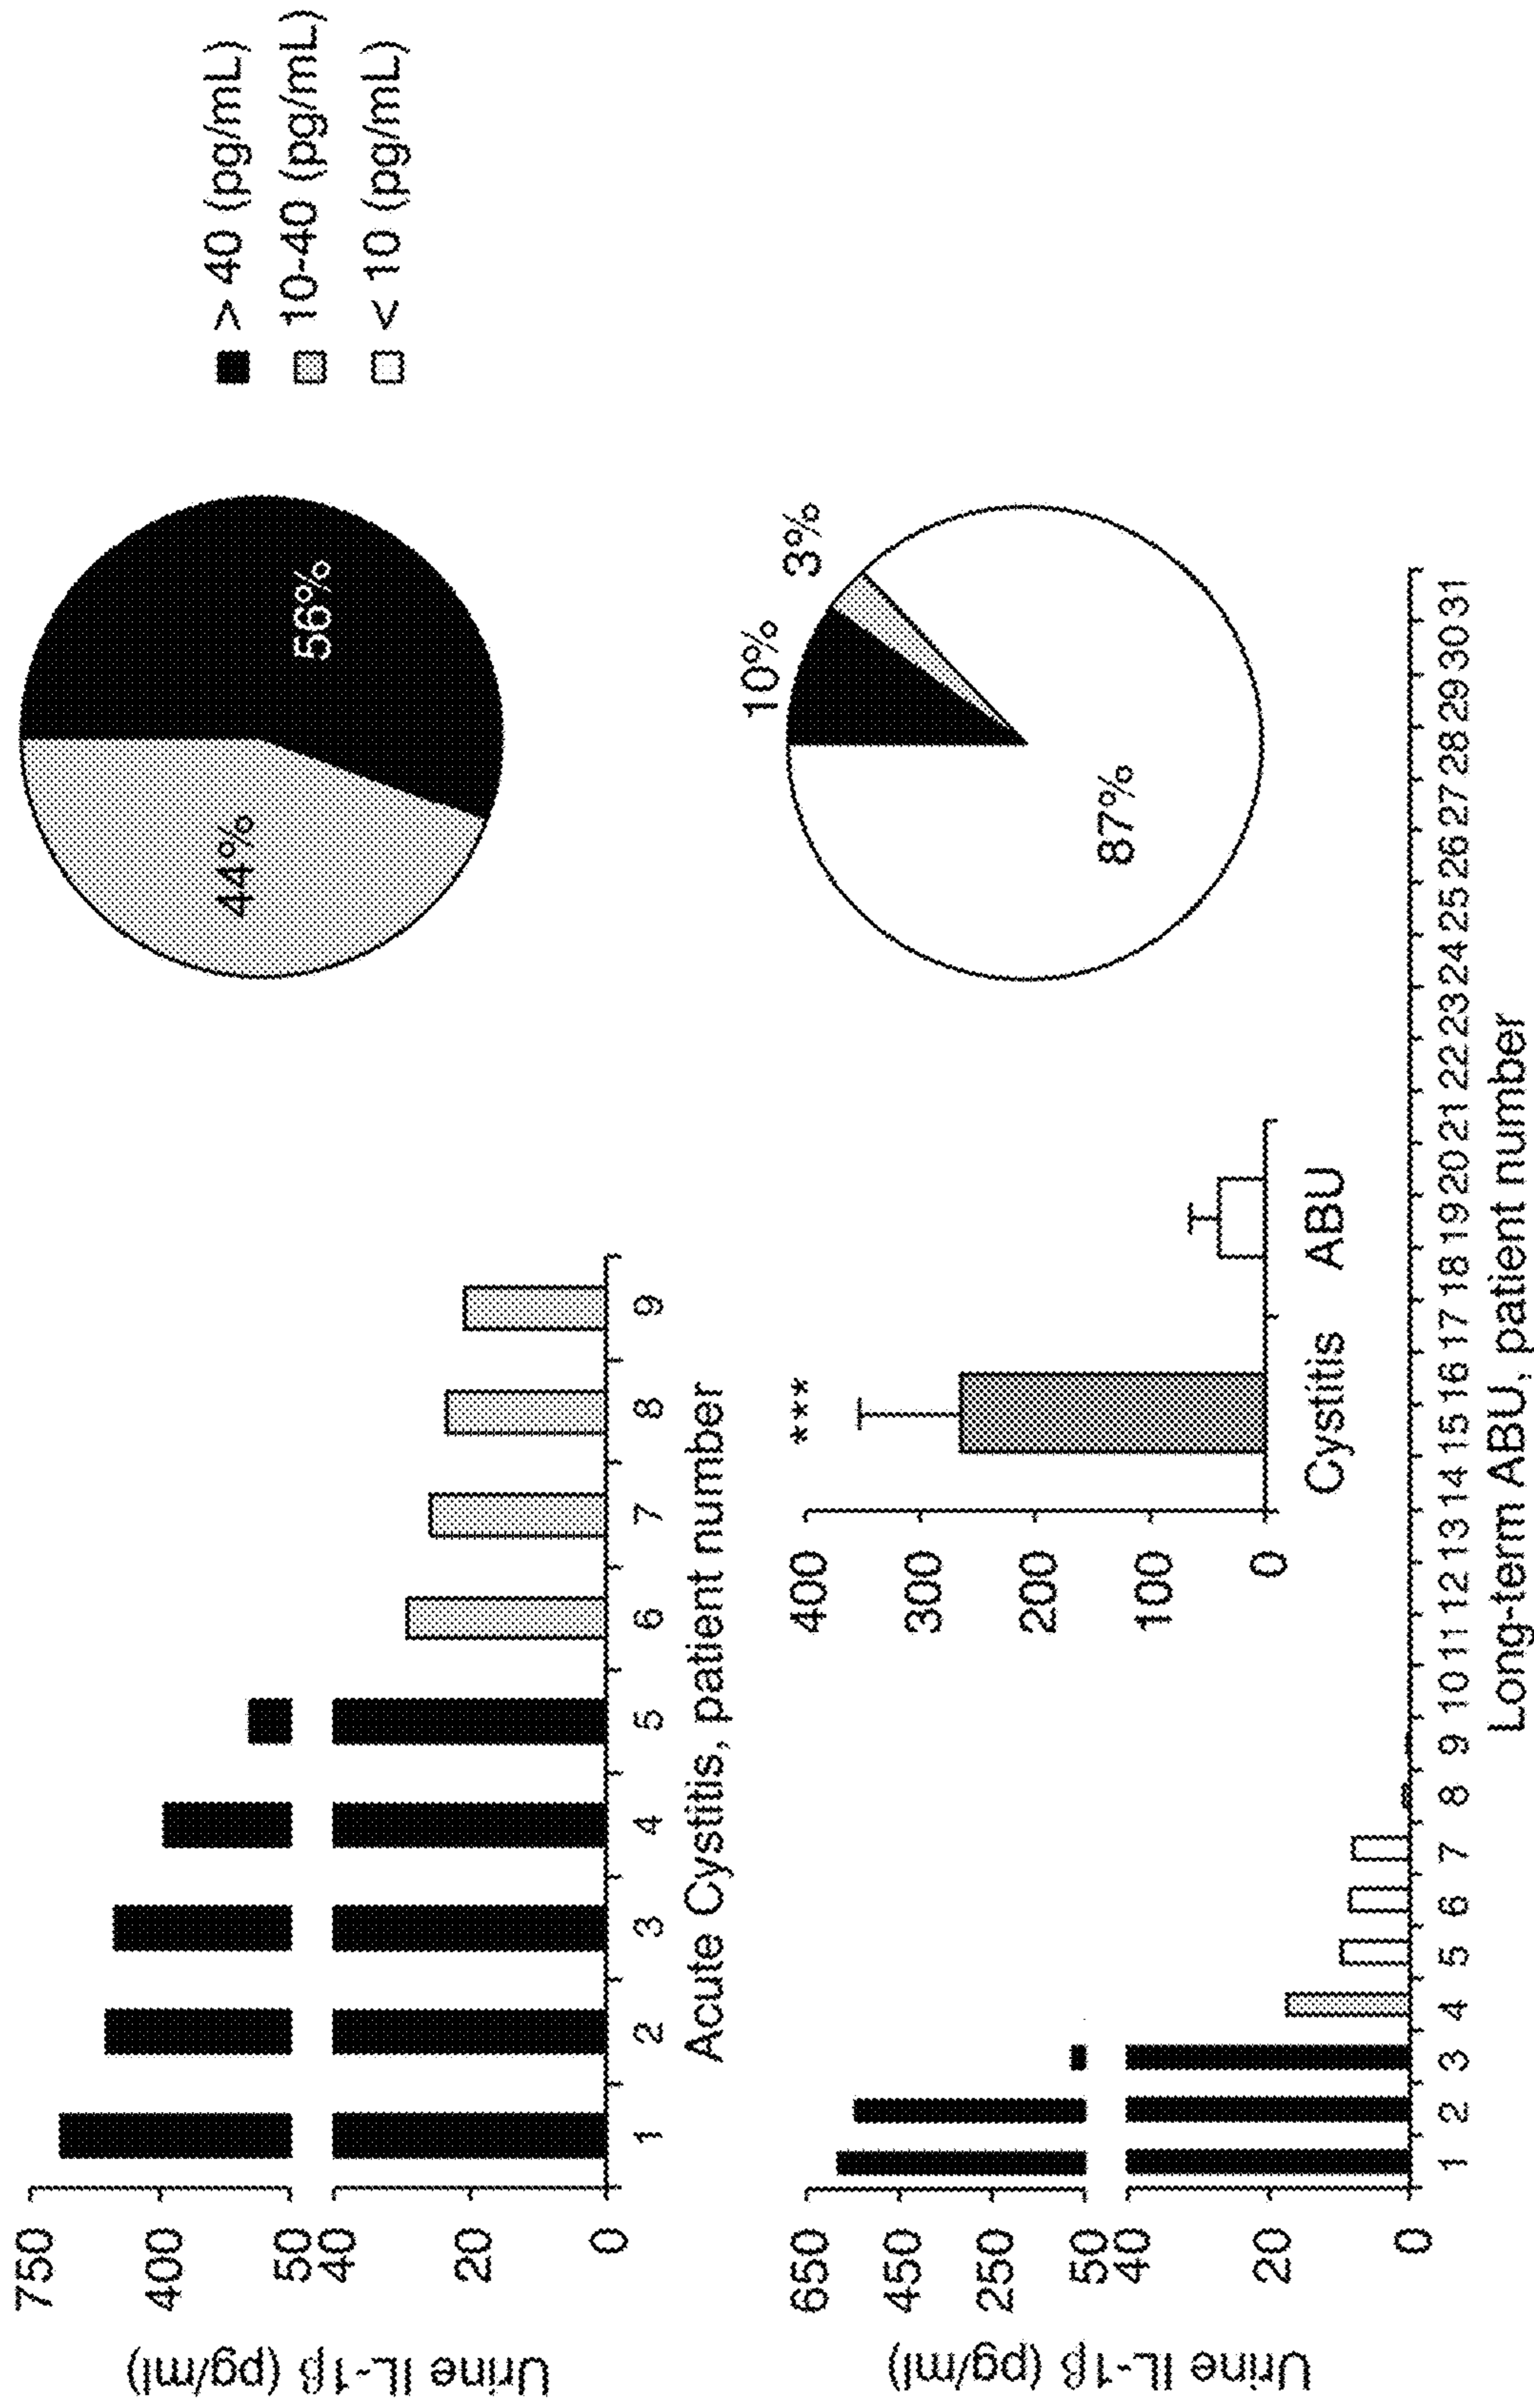 Urine IL-1β (pg/ml)
750
400
50
40
20
0
1 2 3 4 5 6 7 8 9
Acute Cystitis, patient number
44%
56%
> 40 (pg/mL)
10-40 (pg/mL)
< 10 (pg/mL)
Urine IL-1β (pg/ml)
650
450
250
50
40
20
0
1 2 3 4 5 6 7 8 9 10 11 12 13 14 15 16 17 18 19 20 21 22 23 24 25 26 27 28 29 30 31
Long-term ABU, patient number
400
300
200
100
0
***
Cystitis ABU
10%
3%
87%